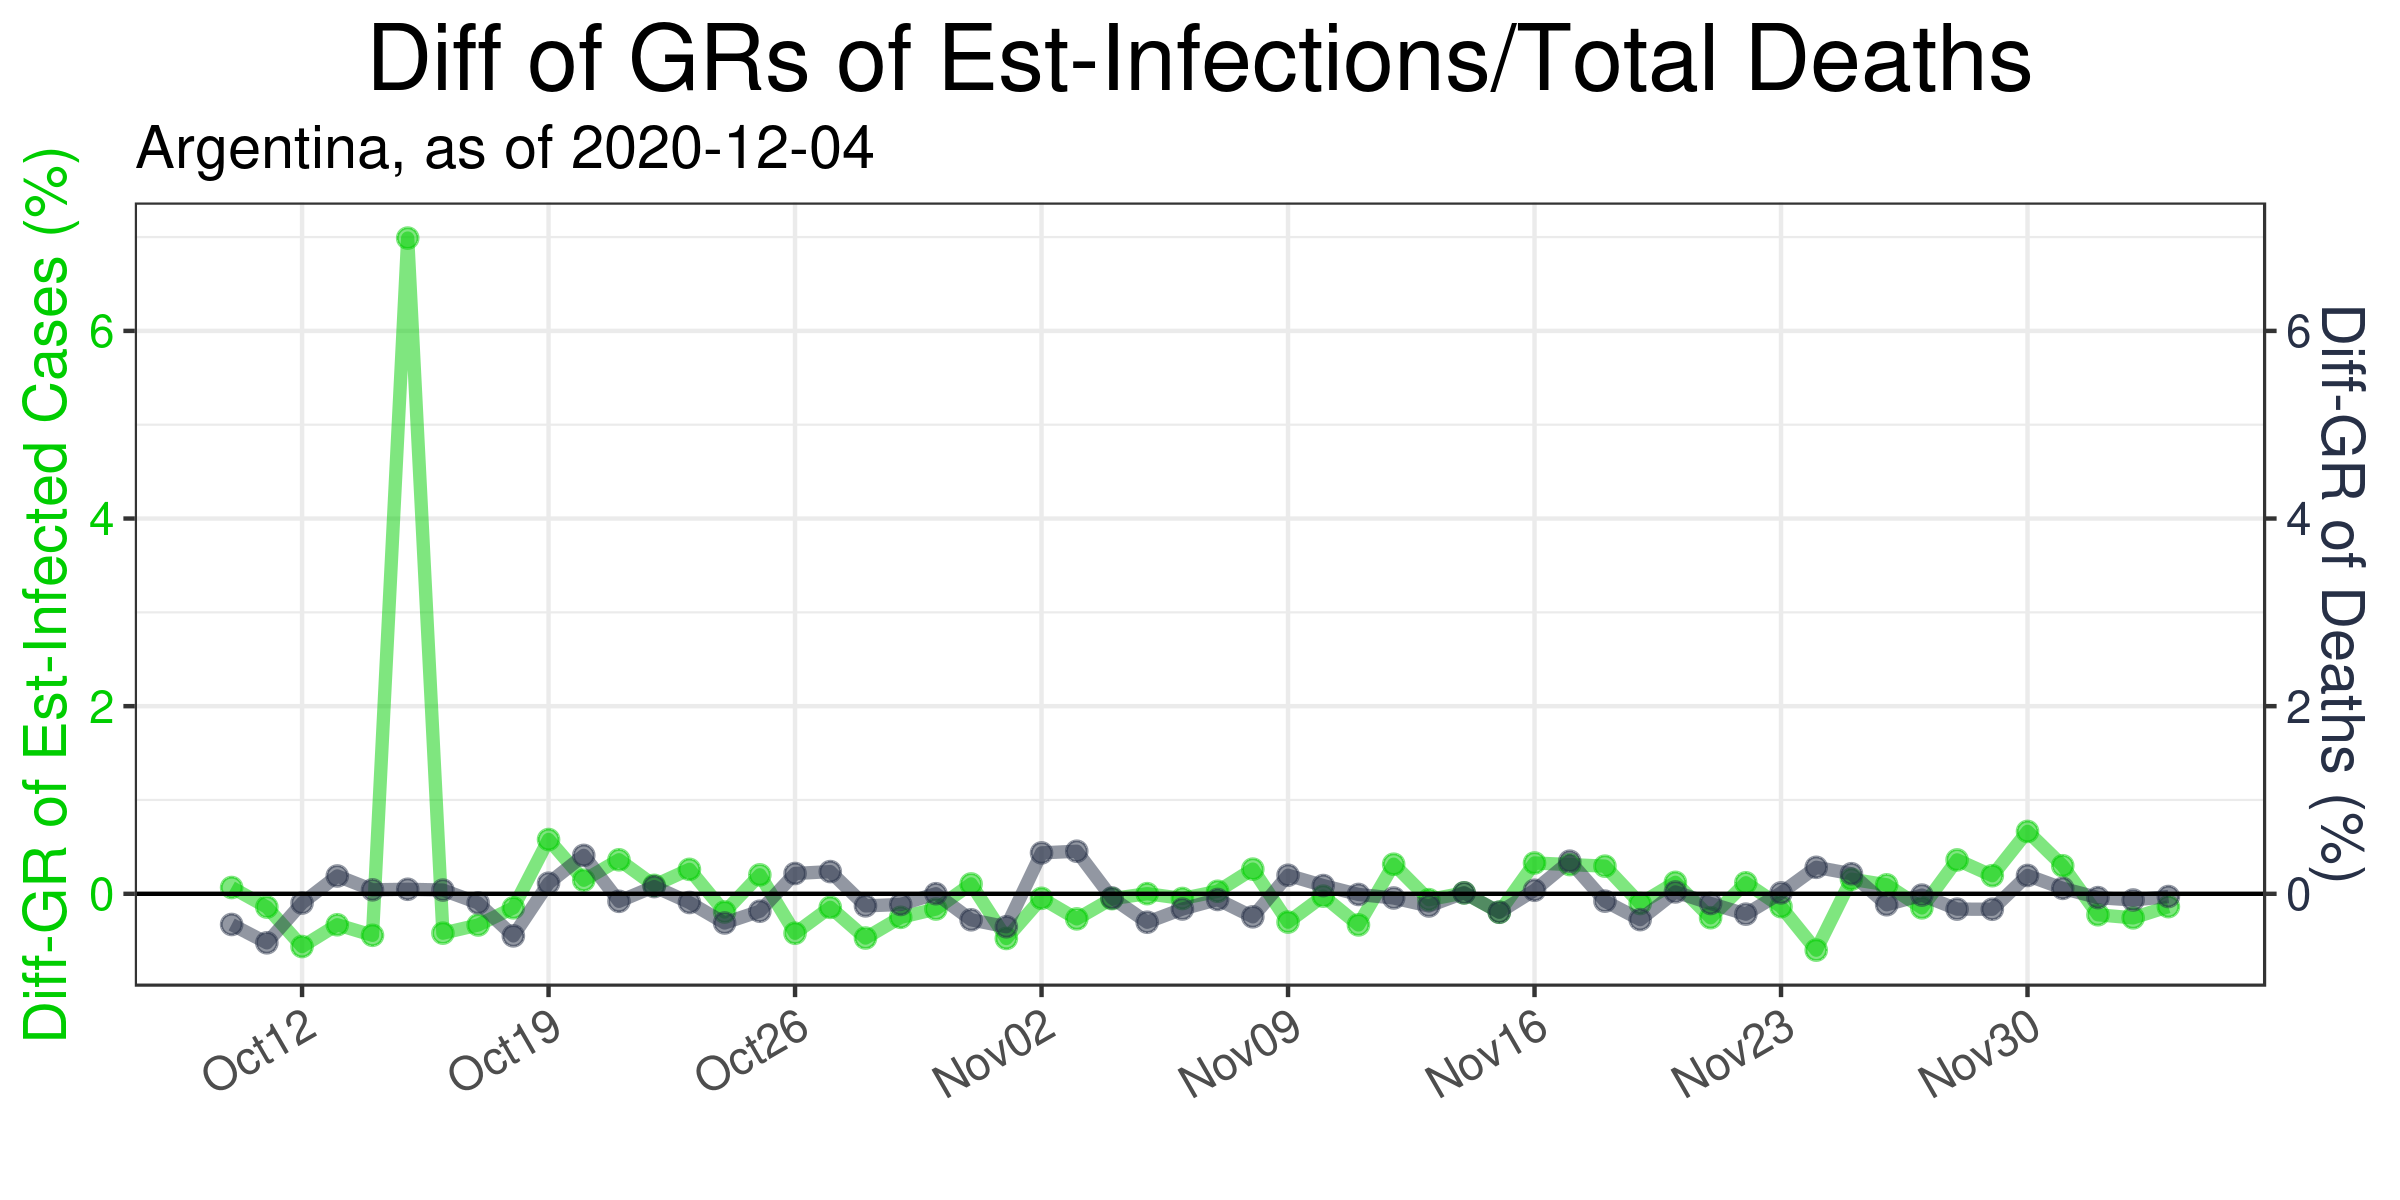 Diff of GRs of Est-Infections/Total Deaths
Argentina, as of 2020-12-04
Diff-GR of Est-Infected Cases (%)
6
4
2
0
6
4
2
0
Diff-GR of Deaths (%)
Oct12
Oct19
Oct26
Nov02
Nov09
Nov16
Nov23
Nov30